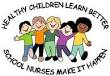 HEALTHY CHILDREN LEARN BETTER
SCHOOL NURSES MAKE IT HAPPEN